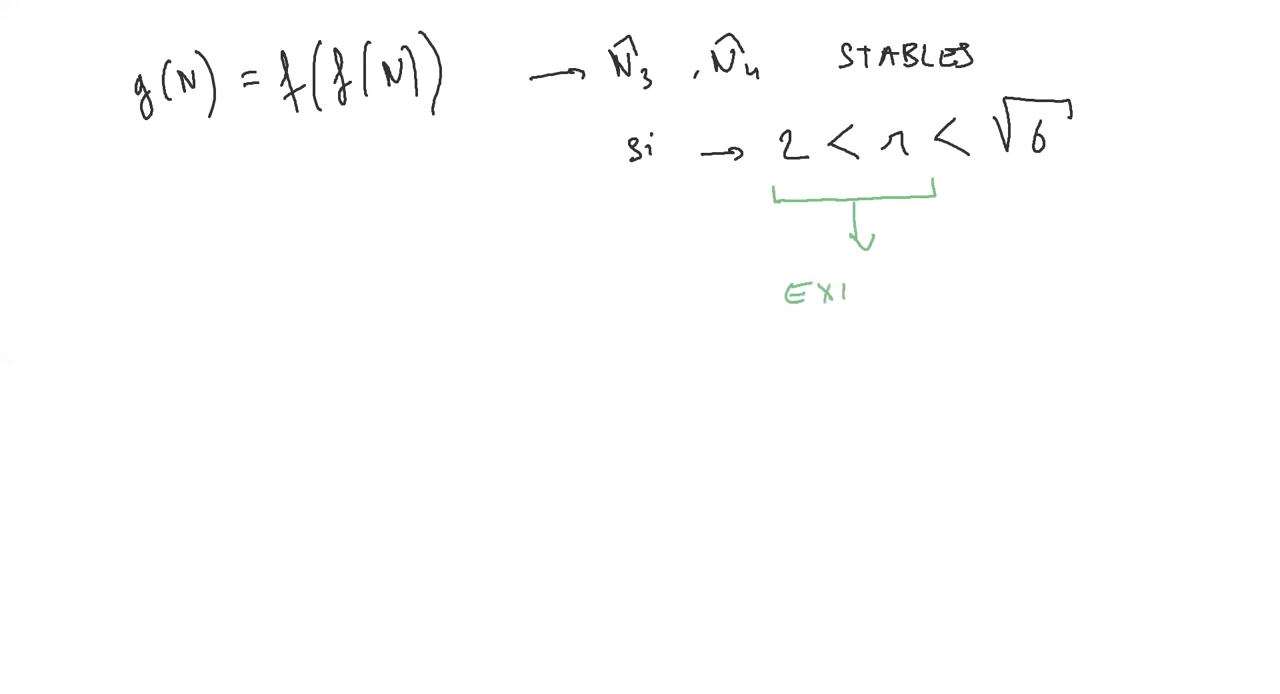 g(N) = f(f(N)) → N̂₃ , N̂₄ STABLES
si → 2 < r < √6
EXI